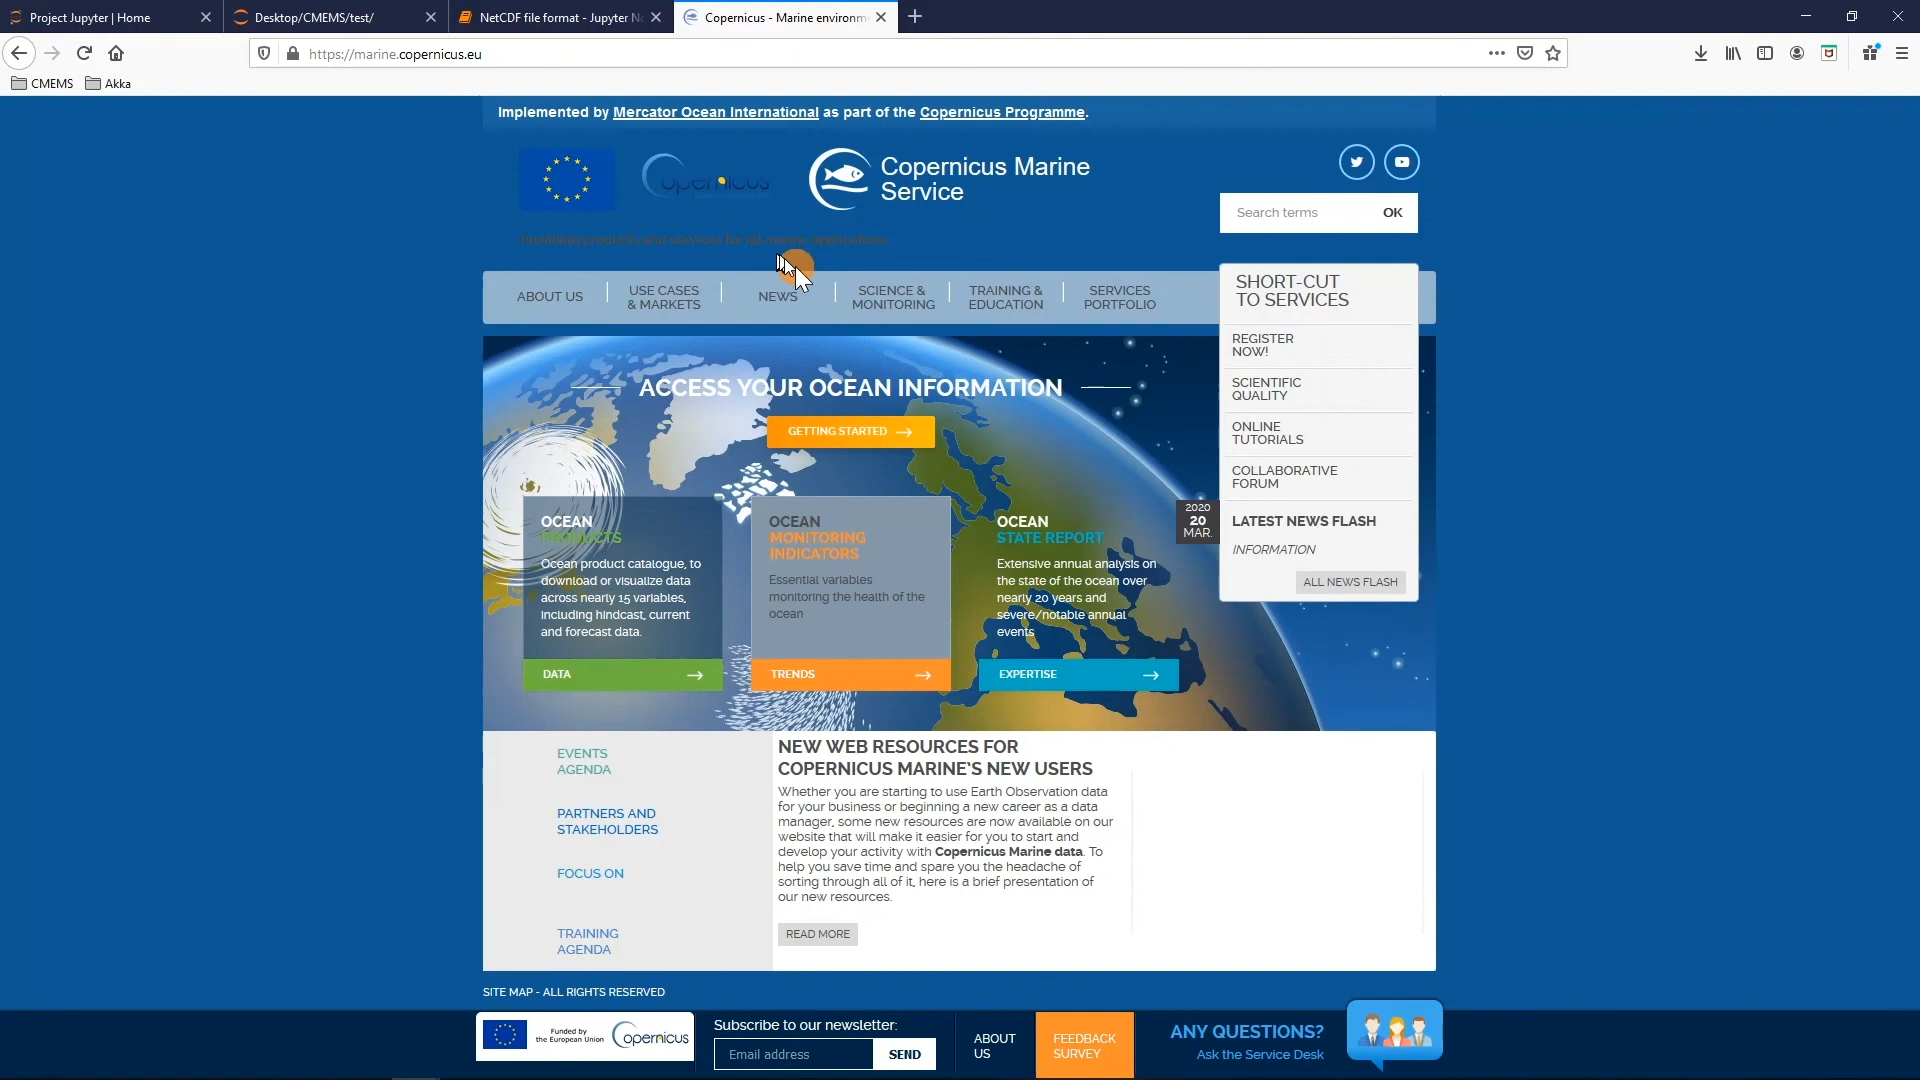 Project Jupyter | Home
Desktop/CMEMS/test/
NetCDF file format - Jupyter No
Copernicus - Marine environm
https://marine.copernicus.eu
CMEMS
Akka
Implemented by Mercator Ocean International as part of the Copernicus Programme.
Copernicus
Copernicus Marine
Service
Search terms
OK
Providing products and services for all marine applications
ABOUT US
USE CASES
& MARKETS
NEWS
SCIENCE &
MONITORING
TRAINING &
EDUCATION
SERVICES
PORTFOLIO
SHORT-CUT
TO SERVICES
REGISTER
NOW!
SCIENTIFIC
QUALITY
ONLINE
TUTORIALS
COLLABORATIVE
FORUM
2020
20
MAR.
LATEST NEWS FLASH
INFORMATION
ALL NEWS FLASH
ACCESS YOUR OCEAN INFORMATION
GETTING STARTED
OCEAN
PRODUCTS
Ocean product catalogue, to
download or visualize data
across nearly 15 variables,
including hindcast, current
and forecast data.
DATA
OCEAN
MONITORING
INDICATORS
Essential variables
monitoring the health of the
ocean
TRENDS
OCEAN
STATE REPORT
Extensive annual analysis on
the state of the ocean over
nearly 20 years and
severe/notable annual
events
EXPERTISE
EVENTS
AGENDA
PARTNERS AND
STAKEHOLDERS
FOCUS ON
TRAINING
AGENDA
NEW WEB RESOURCES FOR
COPERNICUS MARINE'S NEW USERS
Whether you are starting to use Earth Observation data
for your business or beginning a new career as a data
manager, some new resources are now available on our
website that will make it easier for you to start and
develop your activity with Copernicus Marine data. To
help you save time and spare you the headache of
sorting through all of it, here is a brief presentation of
our new resources.
READ MORE
SITE MAP - ALL RIGHTS RESERVED
Funded by
the European Union
Copernicus
Subscribe to our newsletter:
Email address
SEND
ABOUT
US
FEEDBACK
SURVEY
ANY QUESTIONS?
Ask the Service Desk